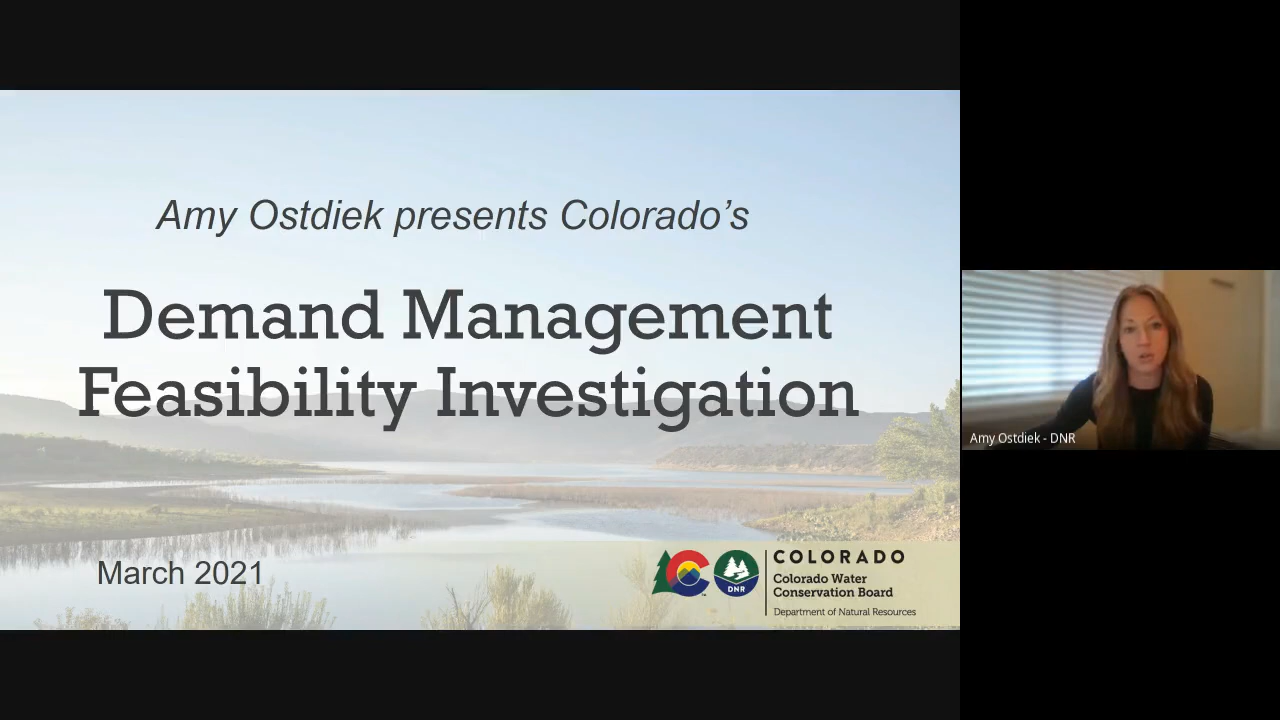 Amy Ostdiek presents Colorado’s
Demand Management
Feasibility Investigation
March 2021
DNR
COLORADO
Colorado Water
Conservation Board
Department of Natural Resources
Amy Ostdiek - DNR